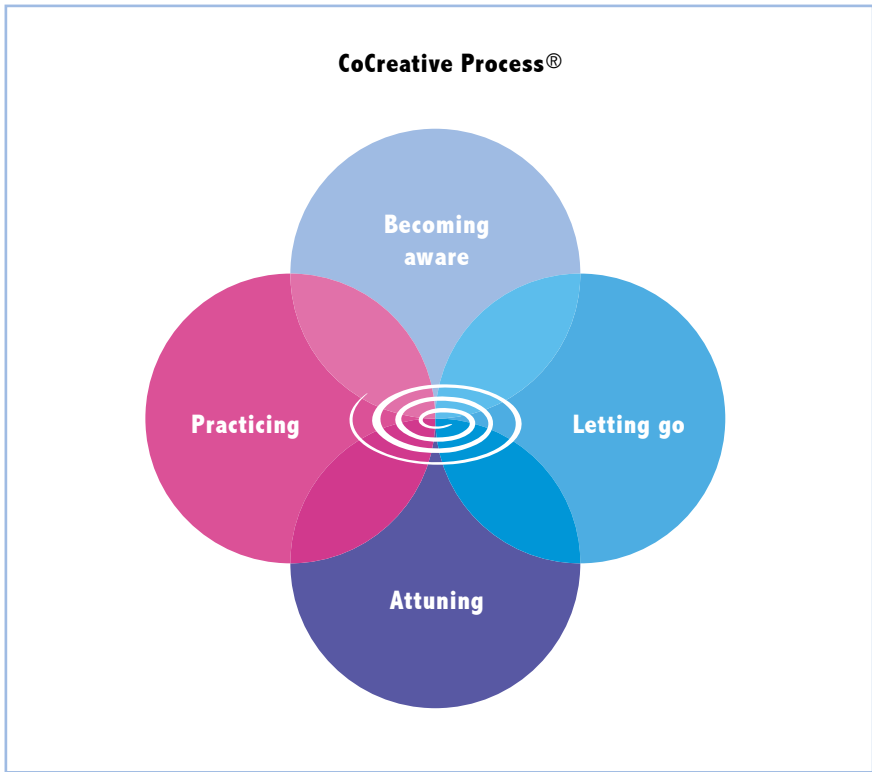 CoCreative Process®
Becoming
aware
Practicing
Letting go
Attuning